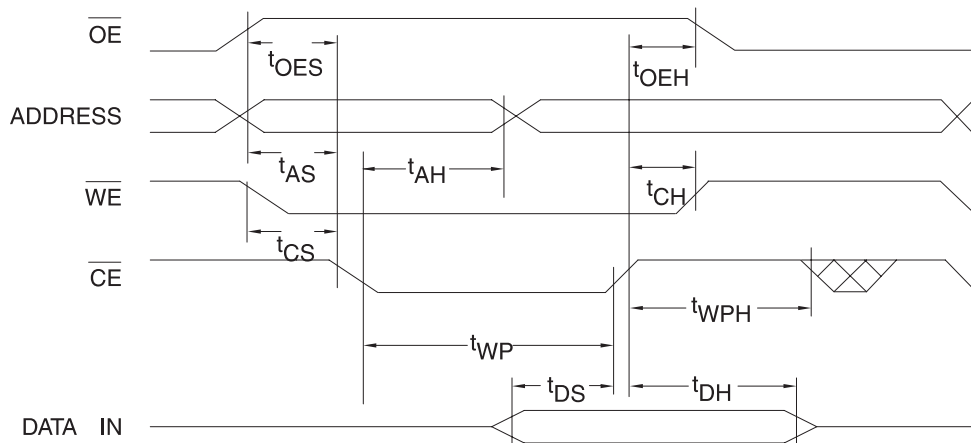 OE
tOES
tOEH
ADDRESS
tAS
tAH
WE
tCH
tCS
CE
tWPH
tWP
tDS
tDH
DATA IN